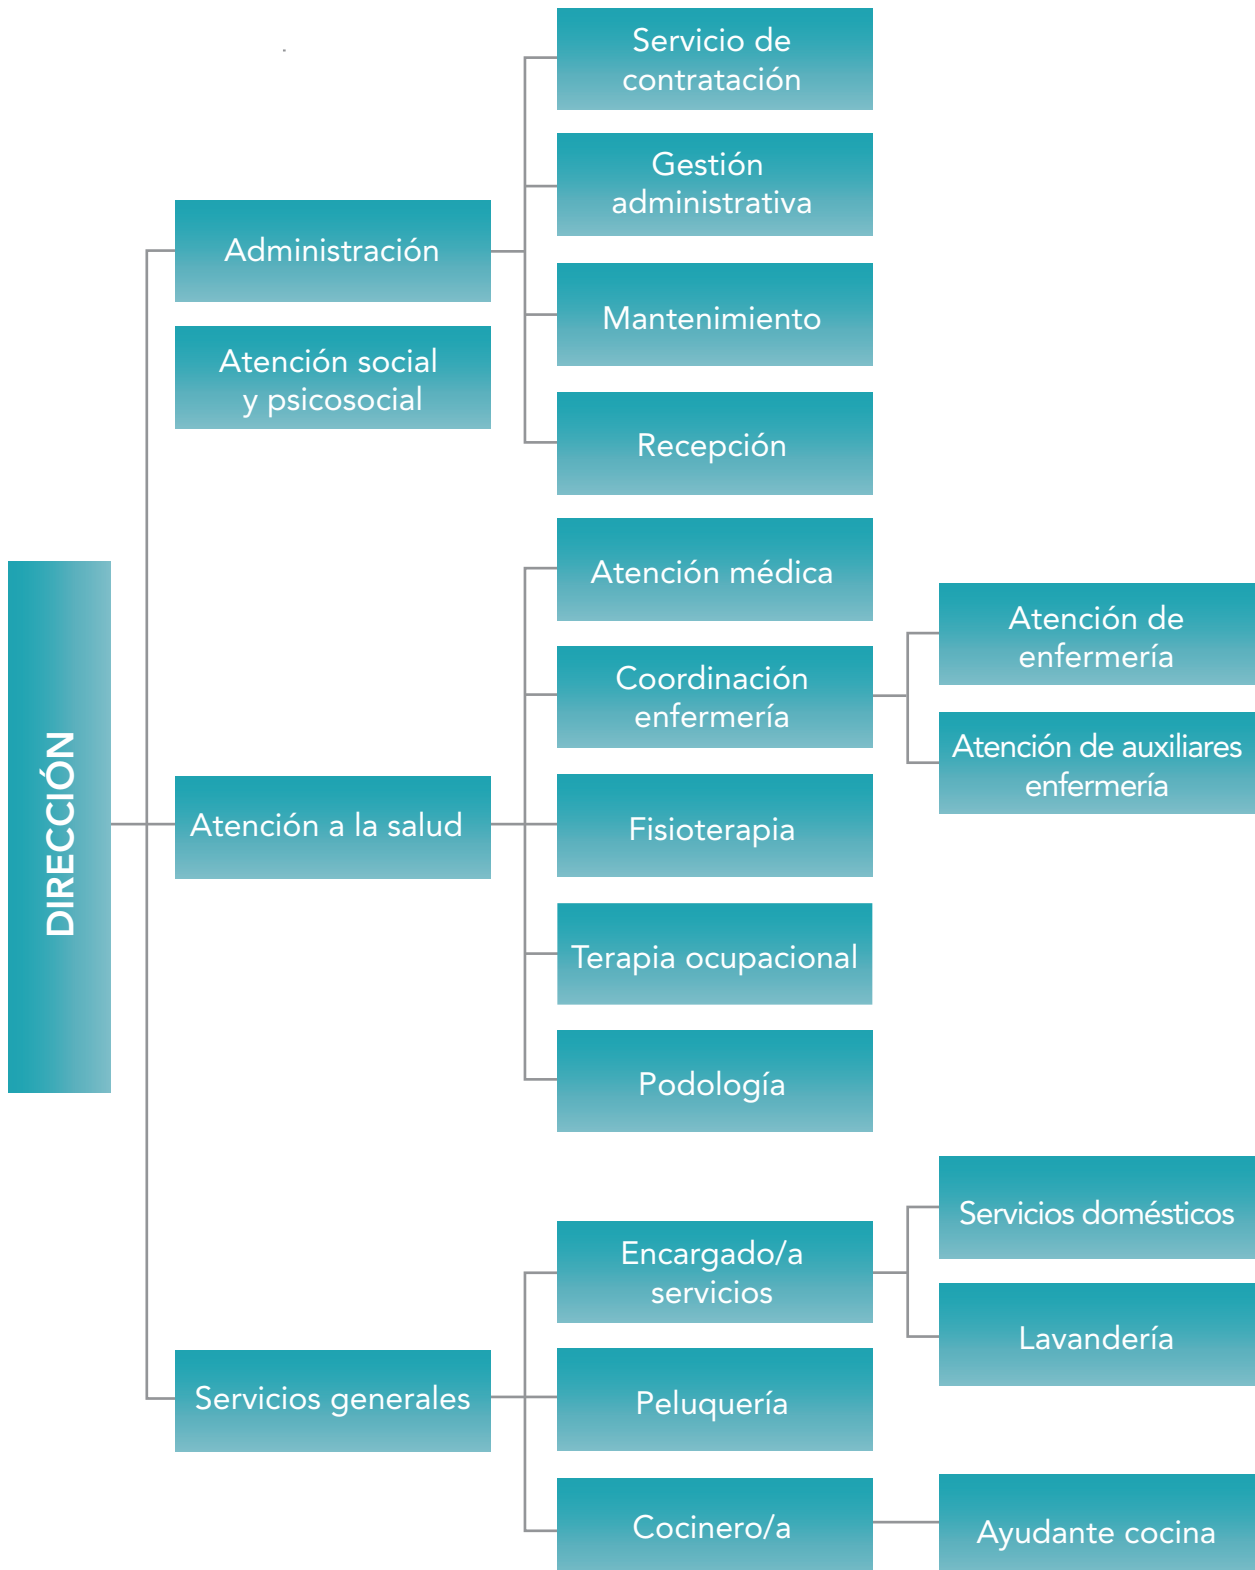 DIRECCIÓN
Administración
Servicio de
contratación
Gestión
administrativa
Mantenimiento
Recepción
Atención social
y psicosocial
Atención a la salud
Atención médica
Coordinación
enfermería
Atención de
enfermería
Atención de auxiliares
enfermería
Fisioterapia
Terapia ocupacional
Podología
Servicios generales
Encargado/a
servicios
Servicios domésticos
Lavandería
Peluquería
Cocinero/a
Ayudante cocina